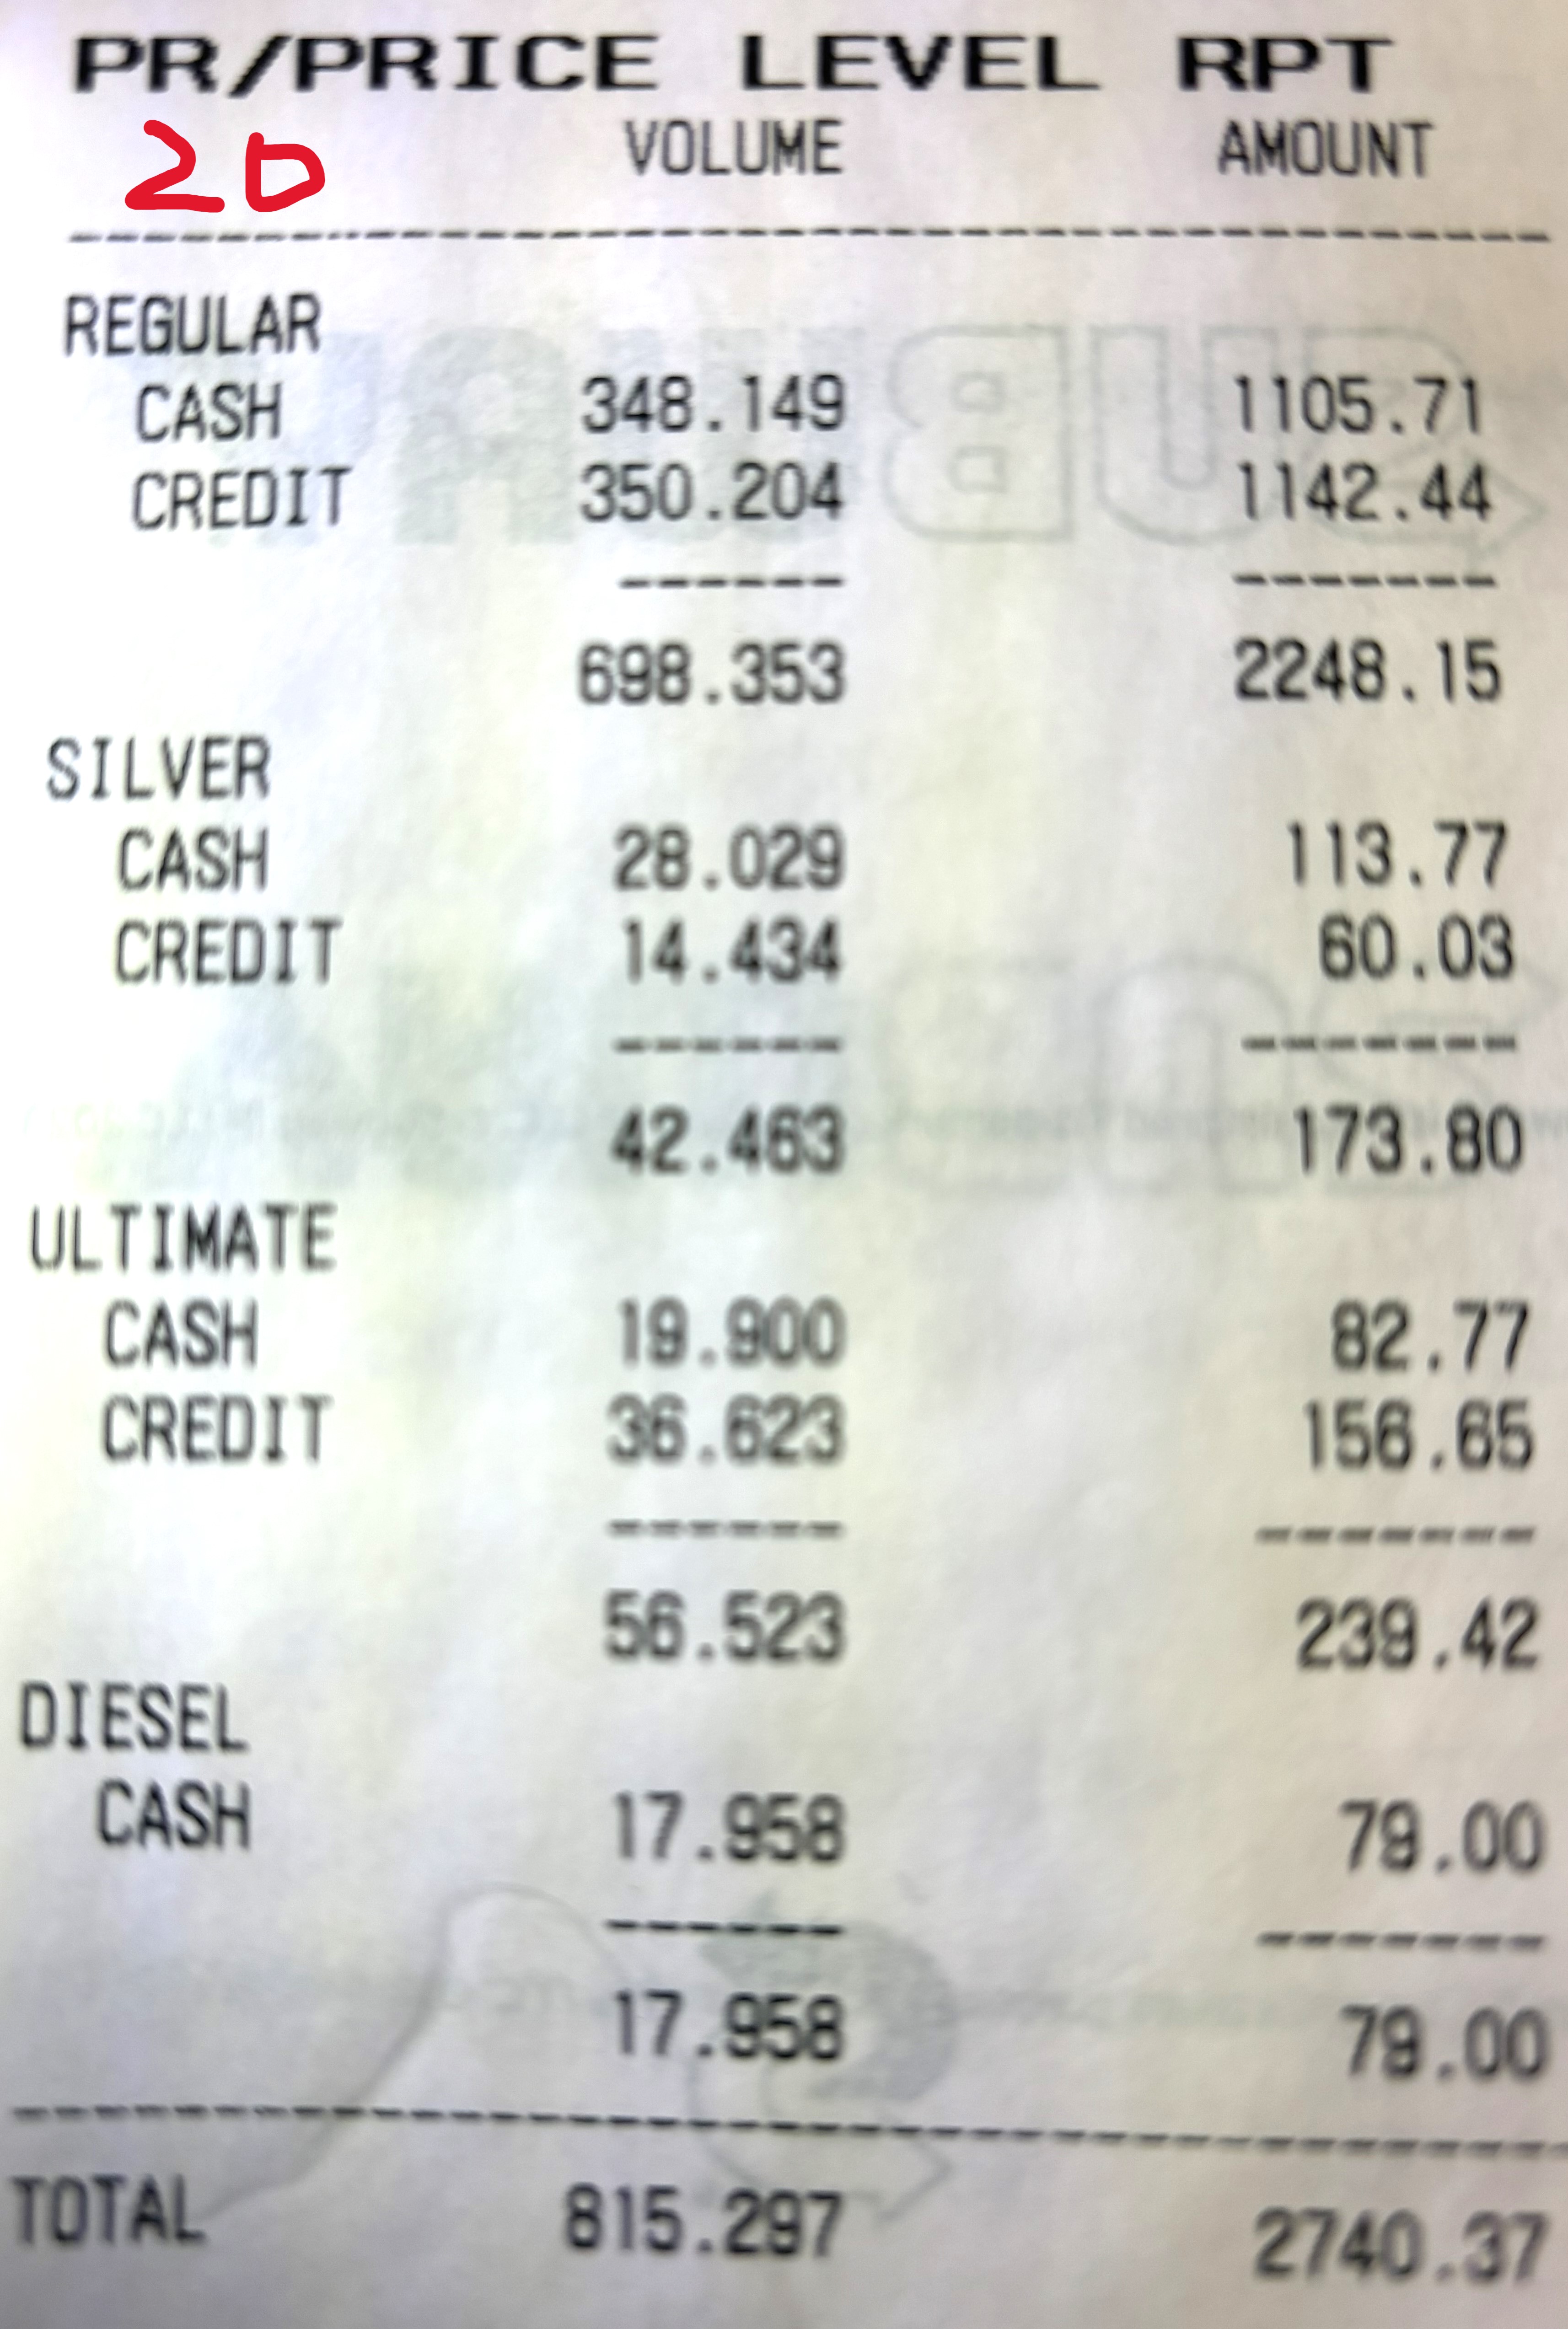 PR/PRICE LEVEL RPT
20 VOLUME AMOUNT
REGULAR
CASH 348.149 1105.71
CREDIT 350.204 1142.44
698.353 2248.15
SILVER
CASH 28.029 113.77
CREDIT 14.434 60.03
42.463 173.80
ULTIMATE
CASH 19.900 82.77
CREDIT 36.623 156.65
56.523 239.42
DIESEL
CASH 17.958 79.00
17.958 79.00
TOTAL 815.297 2740.37